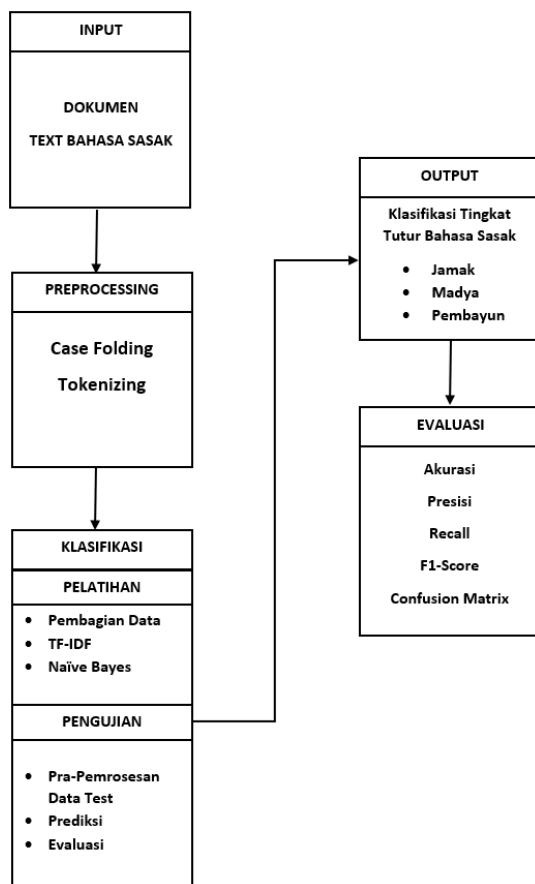 INPUT
DOKUMEN
TEXT BAHASA SASAK
PREPROCESSING
Case Folding
Tokenizing
KLASIFIKASI
PELATIHAN
• Pembagian Data
• TF-IDF
• Naïve Bayes
PENGUJIAN
• Pra-Pemrosesan
Data Test
• Prediksi
• Evaluasi
OUTPUT
Klasifikasi Tingkat
Tutur Bahasa Sasak
• Jamak
• Madya
• Pembayun
EVALUASI
Akurasi
Presisi
Recall
F1-Score
Confusion Matrix